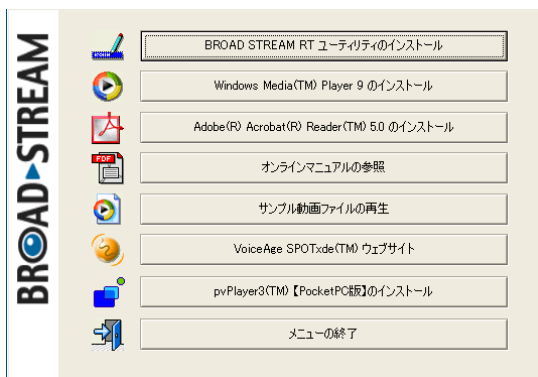 BROAD STREAM
BROAD STREAM RT ユーティリティのインストール
Windows Media(TM) Player 9 のインストール
Adobe(R) Acrobat(R) Reader(TM) 5.0 のインストール
PDF
オンラインマニュアルの参照
サンプル動画ファイルの再生
VoiceAge SPOTxde(TM) ウェブサイト
pvPlayer3(TM)【PocketPC版】のインストール
メニューの終了